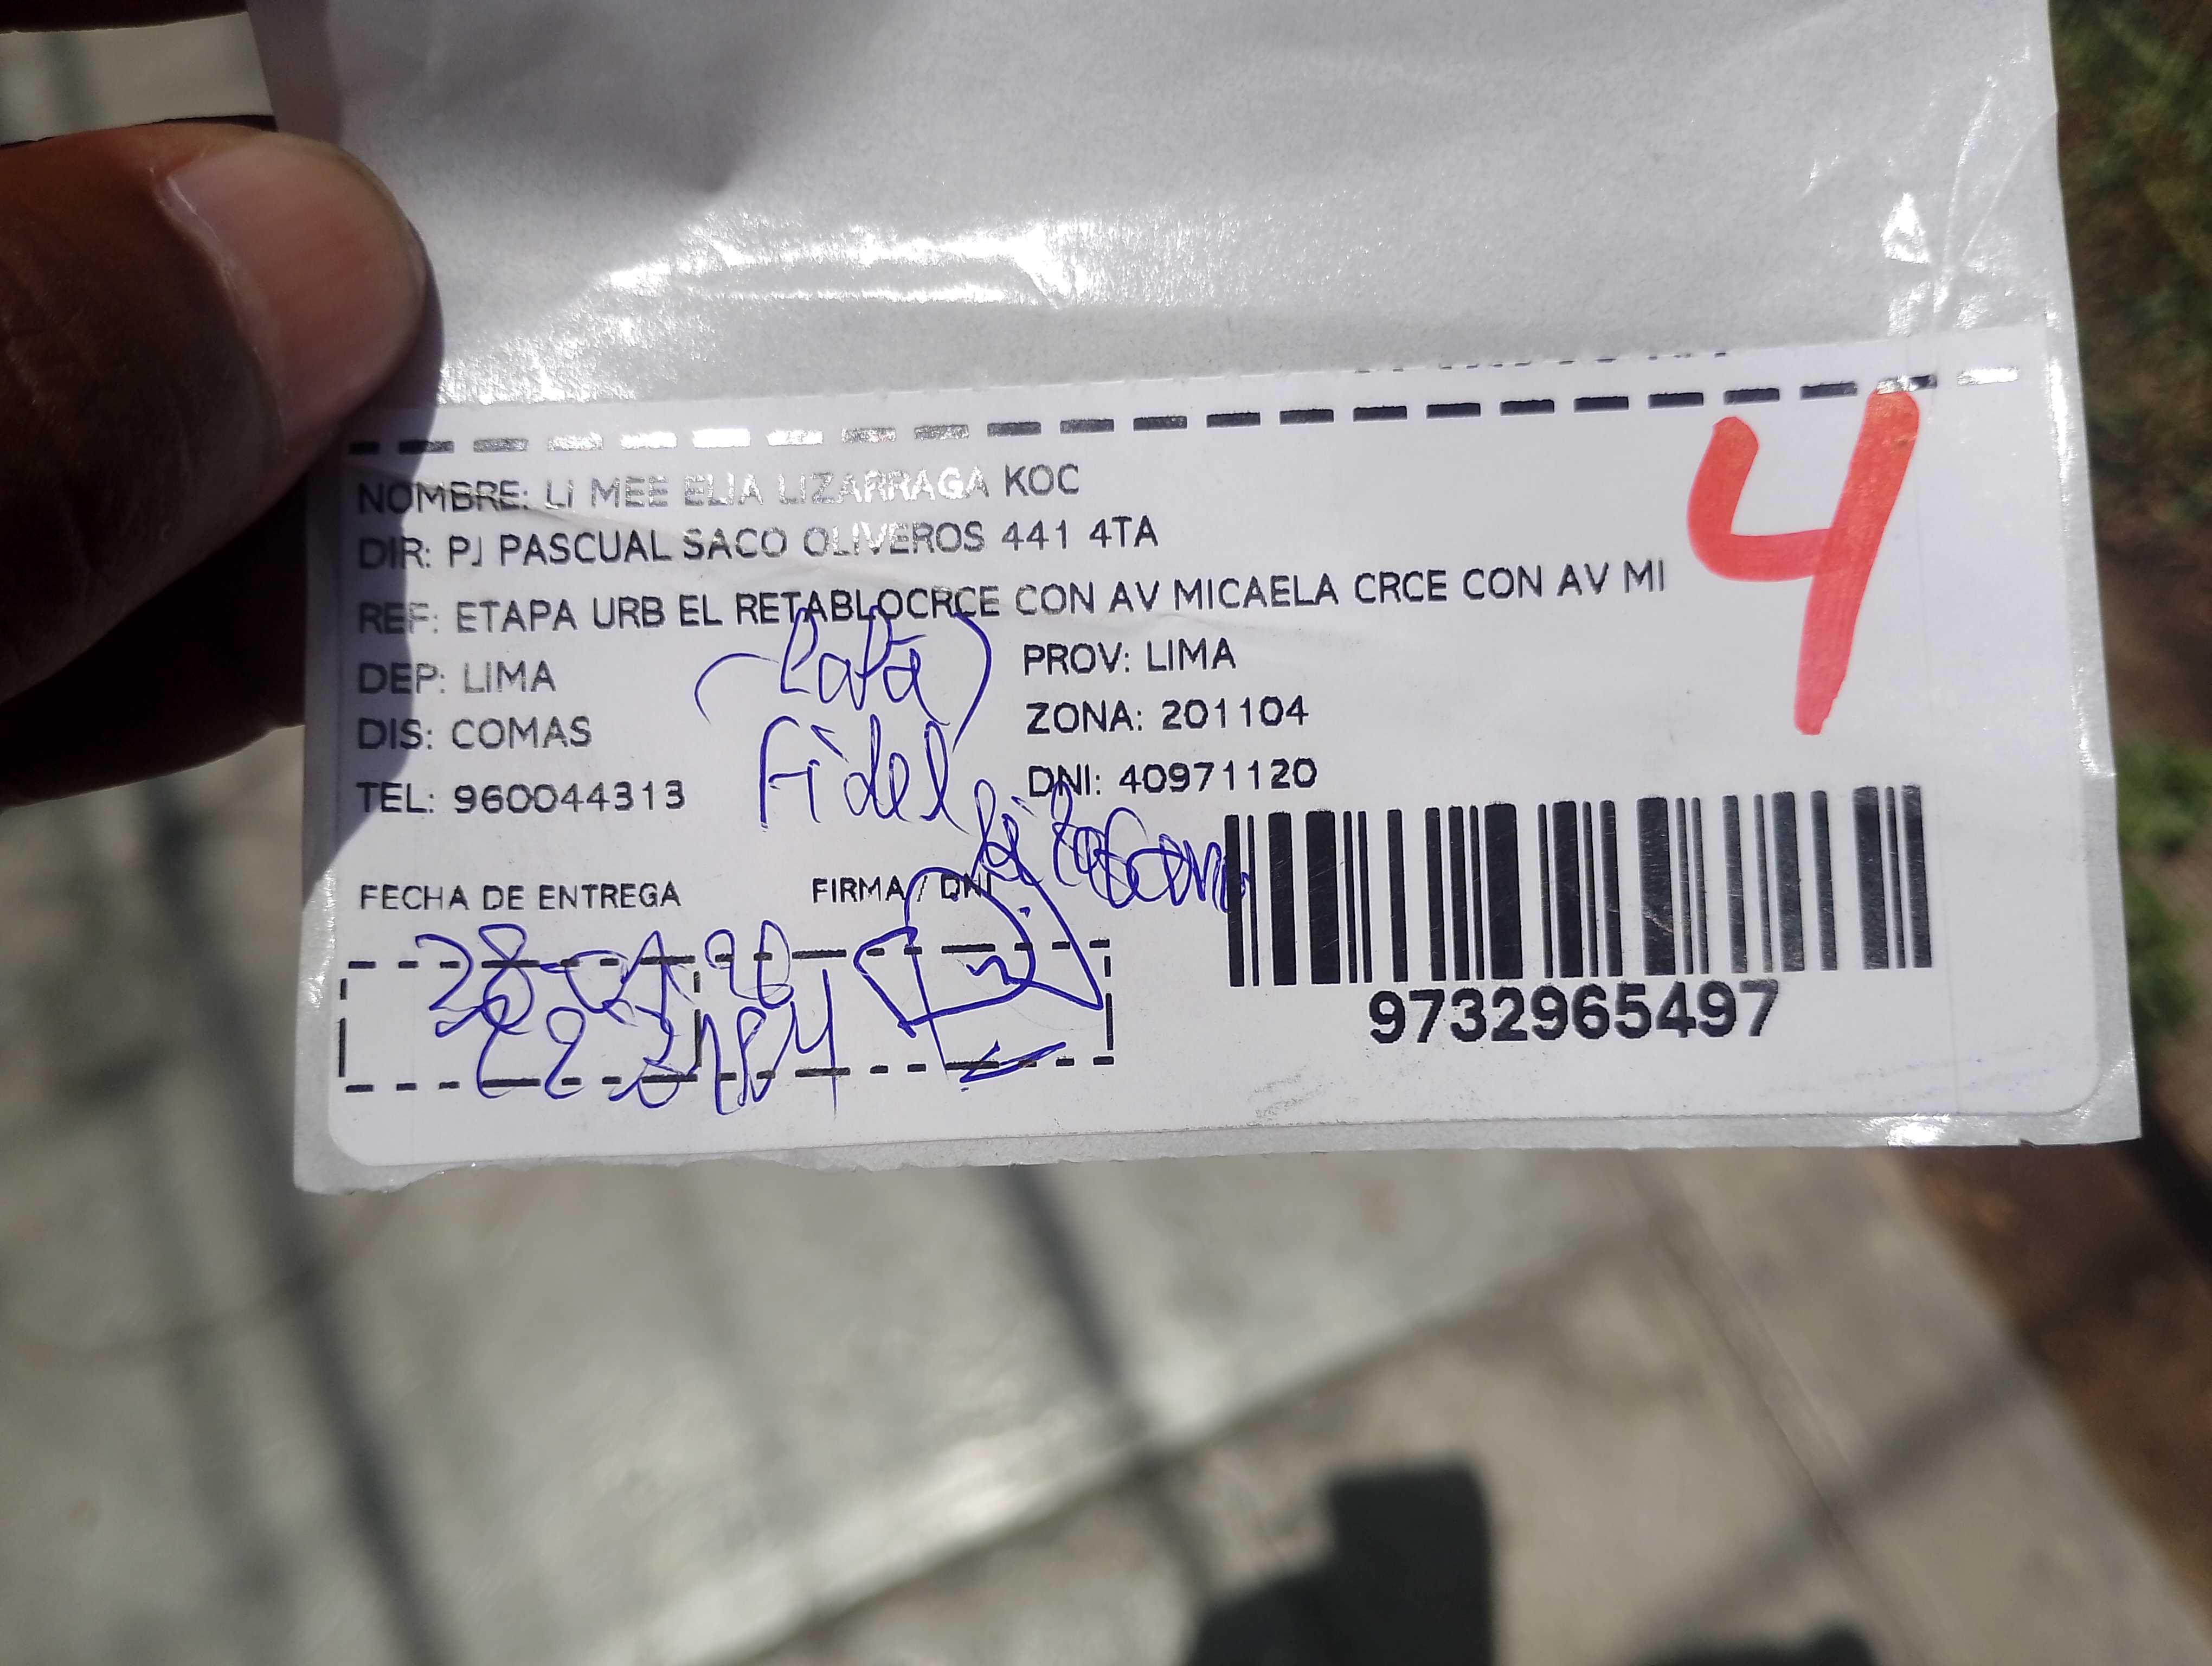 NOMBRE: LI MEE ELIA LIZARRAGA KOC
DIR: PJ PASCUAL SACO OLIVEROS 441 4TA
REF: ETAPA URB EL RETABLOCRCE CON AV MICAELA CRCE CON AV MI
DEP: LIMA
PROV: LIMA
DIS: COMAS
ZONA: 201104
TEL: 960044313
DNI: 40971120
(Papá)
Fidel
FECHA DE ENTREGA
FIRMA / DNI
9732965497
4